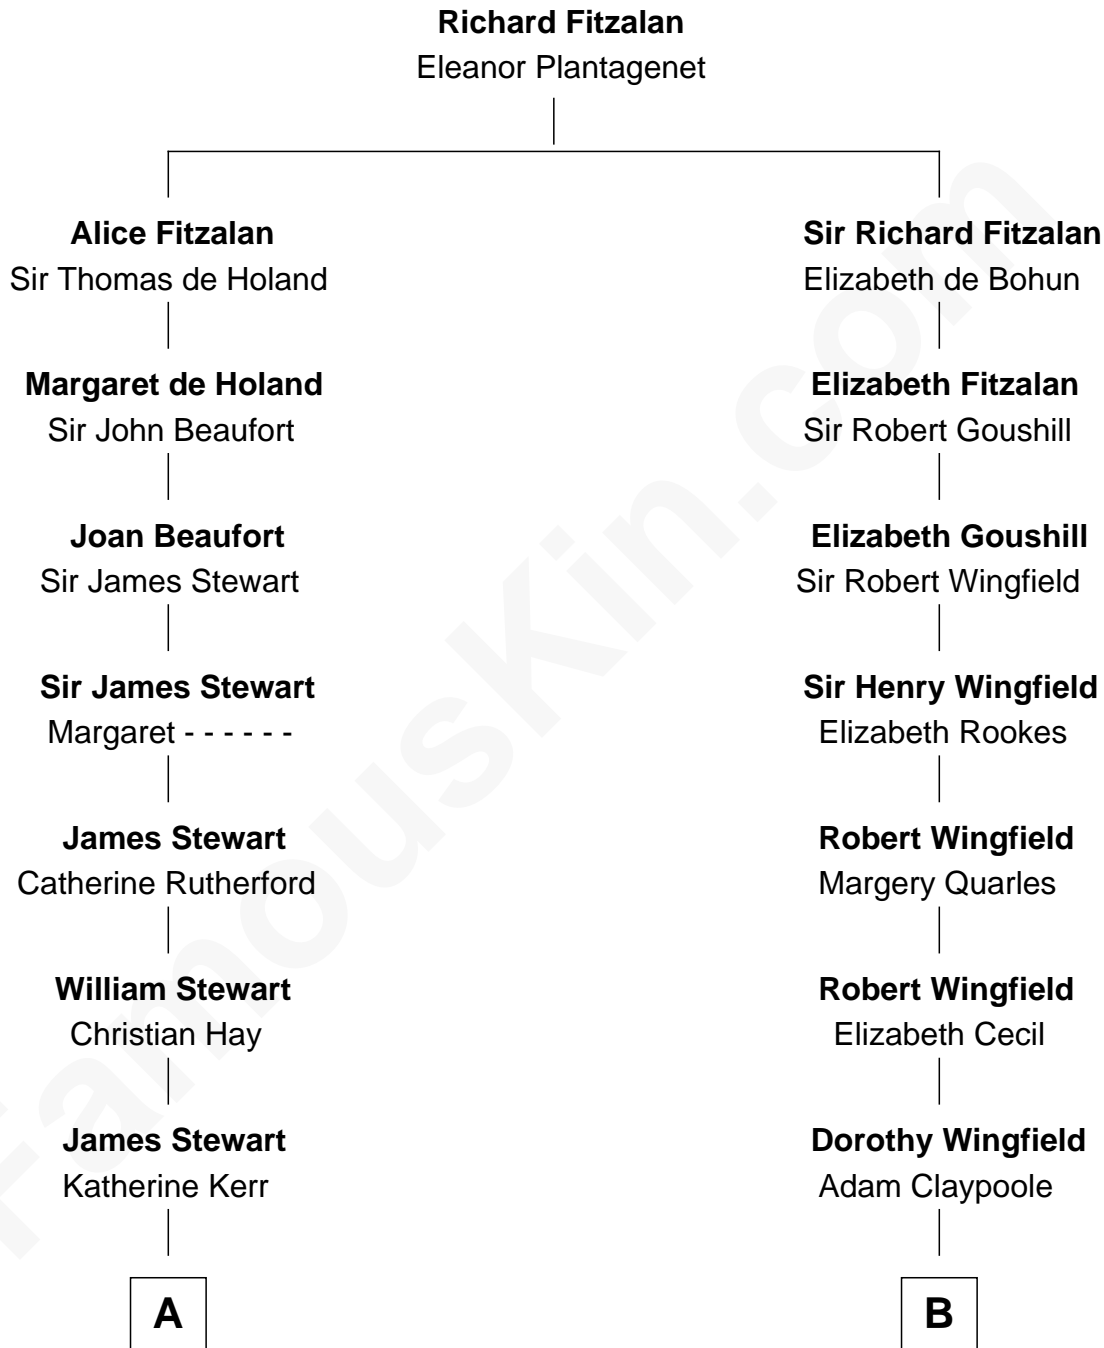 Richard Fitzalan
Eleanor Plantagenet
Alice Fitzalan
Sir Thomas de Holand
Margaret de Holand
Sir John Beaufort
Joan Beaufort
Sir James Stewart
Sir James Stewart
Margaret - - - - - -
James Stewart
Catherine Rutherford
William Stewart
Christian Hay
James Stewart
Katherine Kerr
A
Sir Richard Fitzalan
Elizabeth de Bohun
Elizabeth Fitzalan
Sir Robert Goushill
Elizabeth Goushill
Sir Robert Wingfield
Sir Henry Wingfield
Elizabeth Rookes
Robert Wingfield
Margery Quarles
Robert Wingfield
Elizabeth Cecil
Dorothy Wingfield
Adam Claypoole
B
FamousKin.com